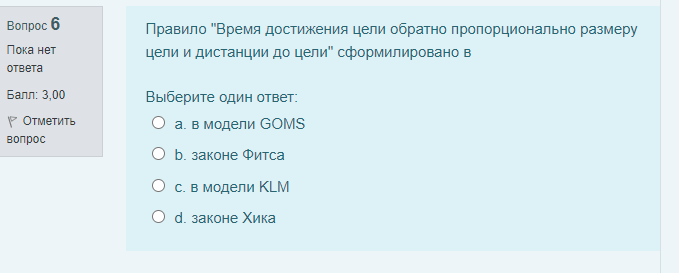 Вопрос 6
Пока нет
ответа
Балл: 3,00
Отметить
вопрос
Правило "Время достижения цели обратно пропорционально размеру
цели и дистанции до цели" сформилировано в
Выберите один ответ:
a. в модели GOMS
b. законе Фитса
c. в модели KLM
d. законе Хика